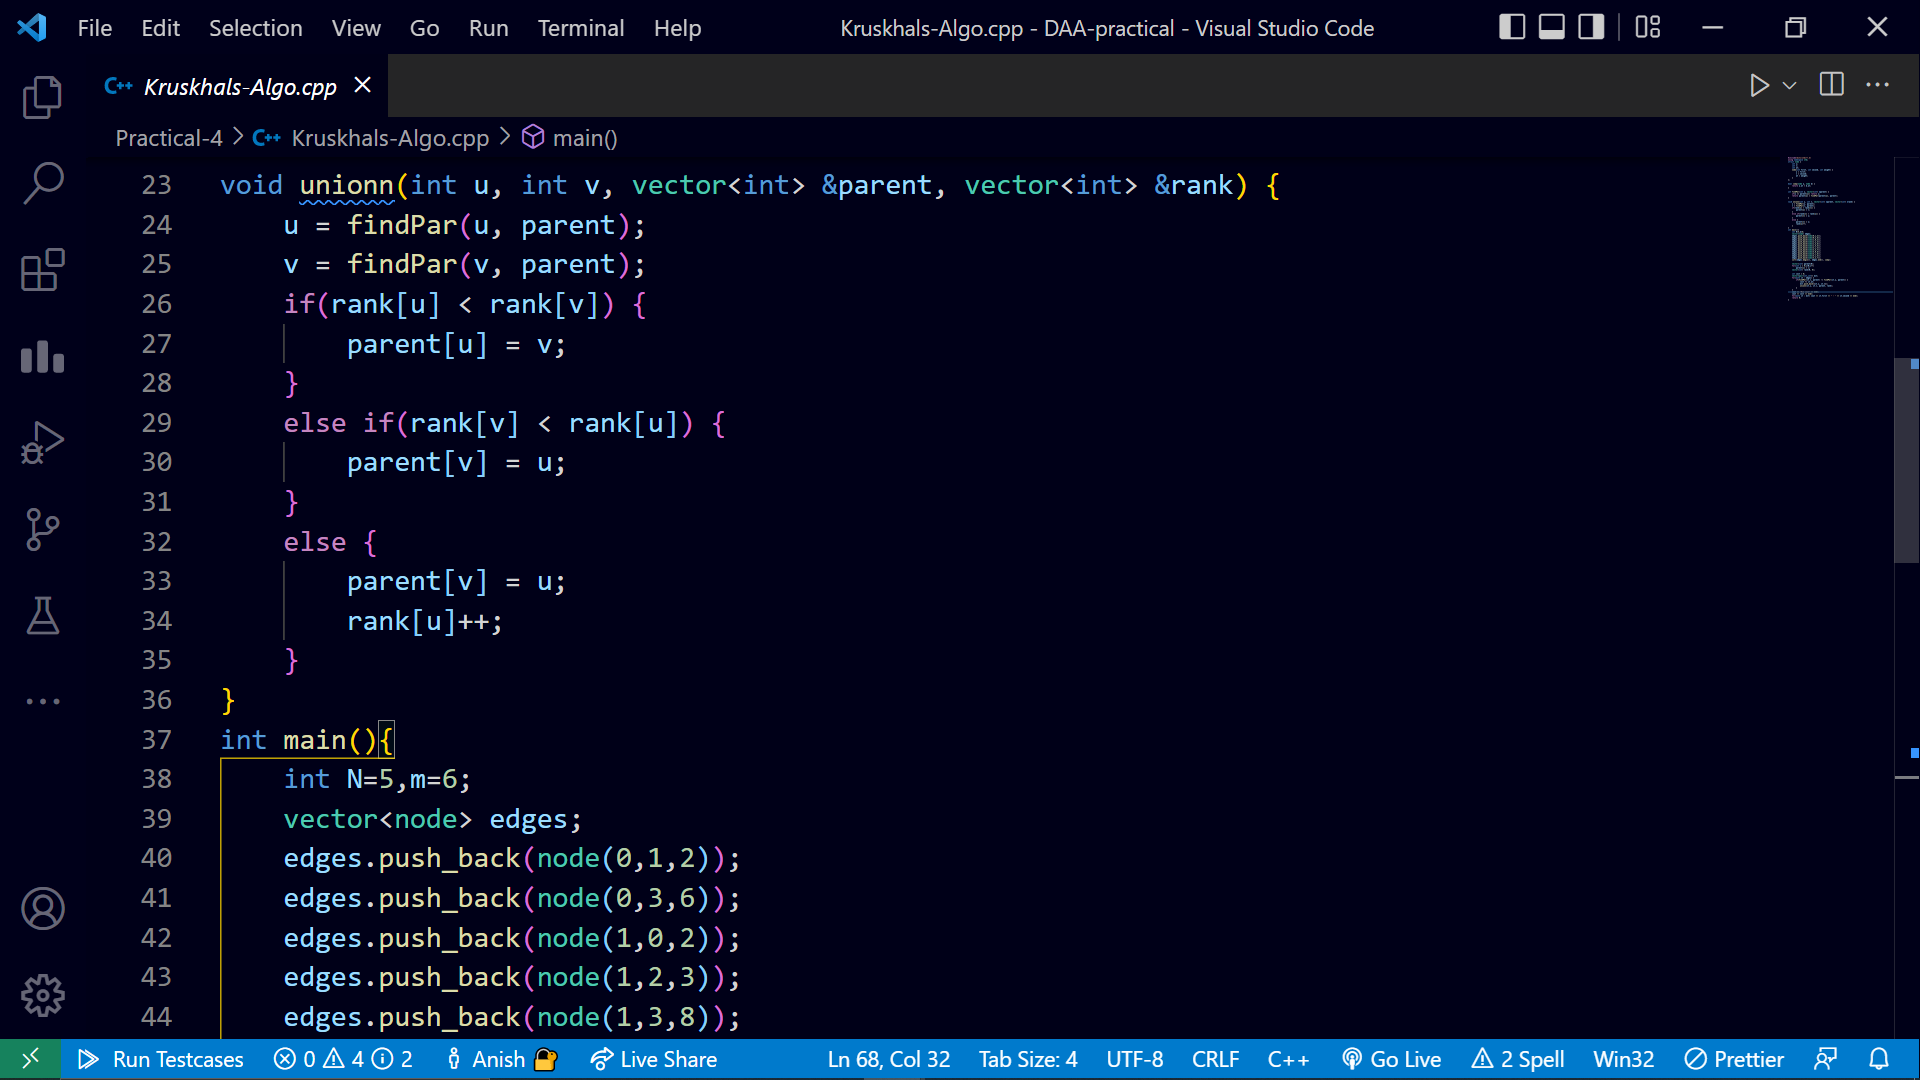 File Edit Selection View Go Run Terminal Help Kruskhals-Algo.cpp - DAA-practical - Visual Studio Code
C++ Kruskhals-Algo.cpp
Practical-4 > C++ Kruskhals-Algo.cpp > main()
23 void unionn(int u, int v, vector<int> &parent, vector<int> &rank) {
24 u = findPar(u, parent);
25 v = findPar(v, parent);
26 if(rank[u] < rank[v]) {
27 parent[u] = v;
28 }
29 else if(rank[v] < rank[u]) {
30 parent[v] = u;
31 }
32 else {
33 parent[v] = u;
34 rank[u]++;
35 }
36 }
37 int main(){
38 int N=5,m=6;
39 vector<node> edges;
40 edges.push_back(node(0,1,2));
41 edges.push_back(node(0,3,6));
42 edges.push_back(node(1,0,2));
43 edges.push_back(node(1,2,3));
44 edges.push_back(node(1,3,8));
Run Testcases 0 4 2 Anish Live Share Ln 68, Col 32 Tab Size: 4 UTF-8 CRLF C++ Go Live 2 Spell Win32 Prettier